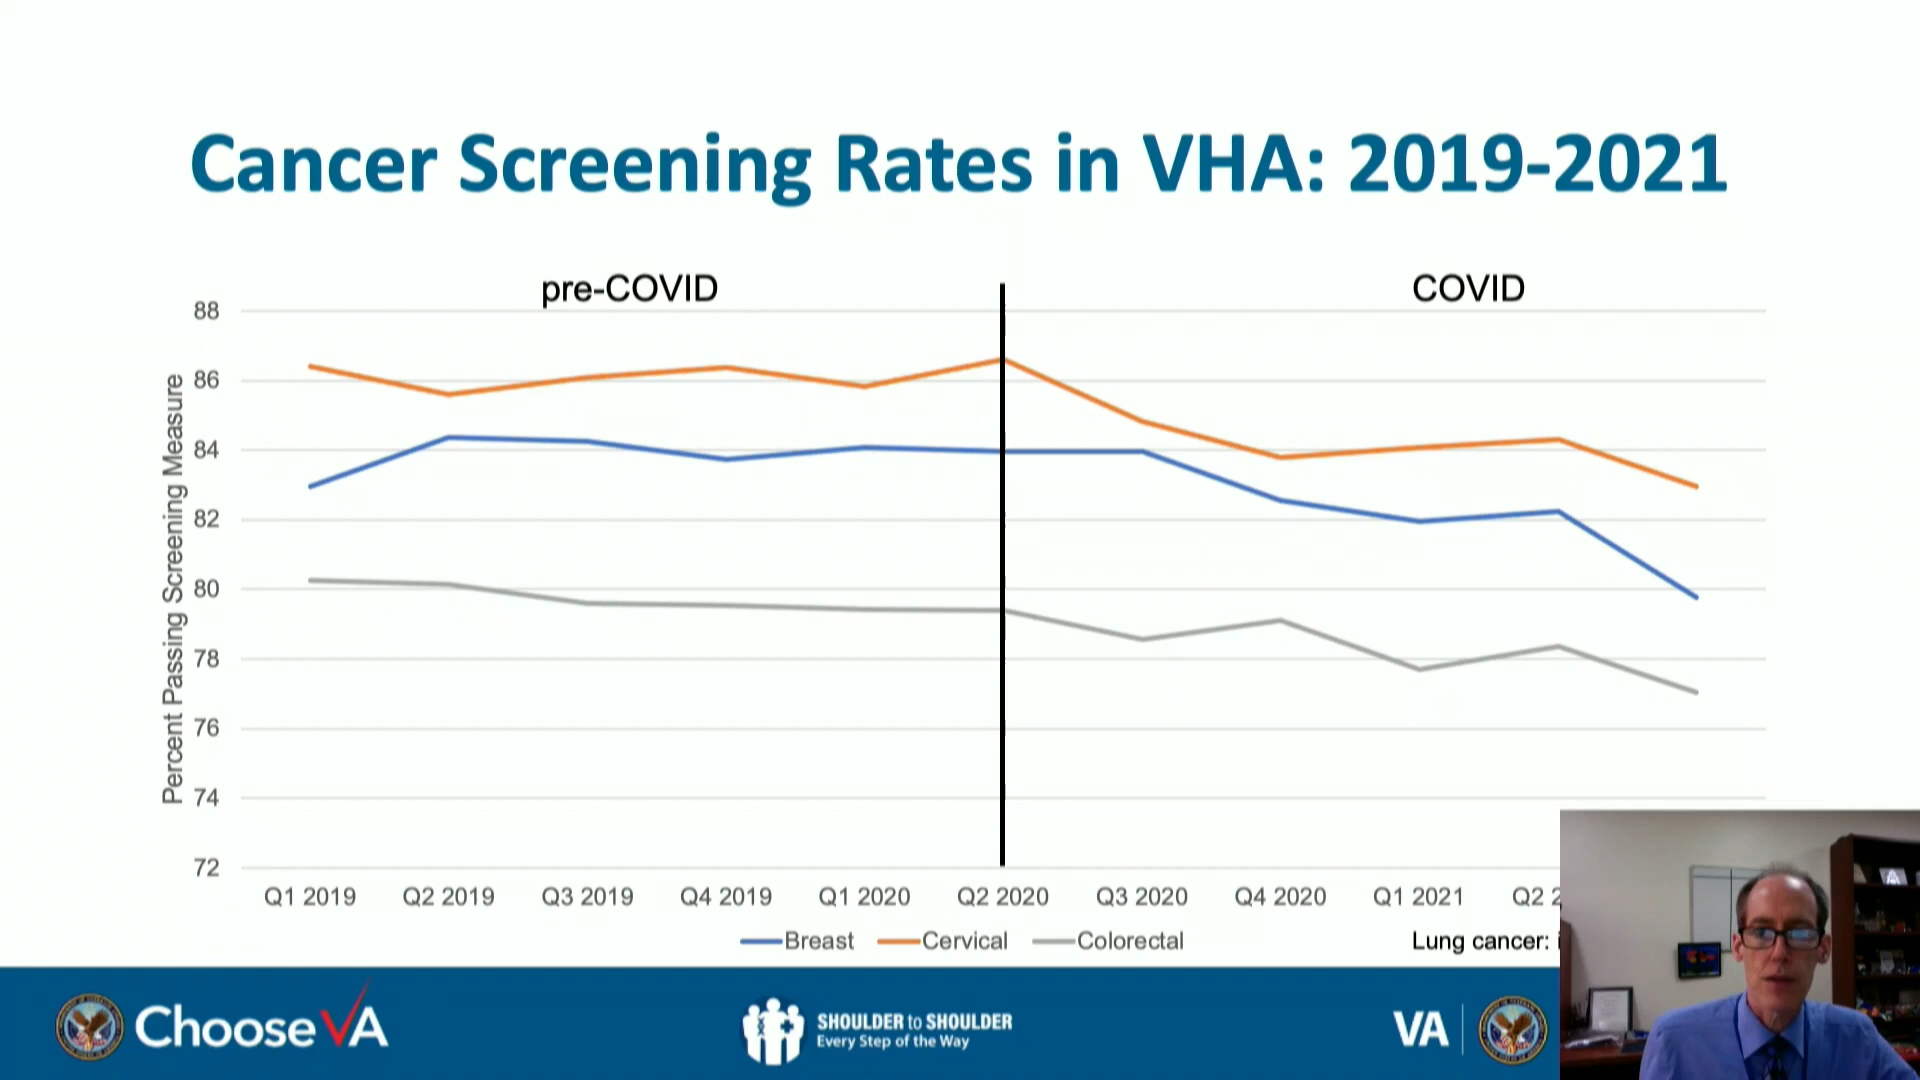 Cancer Screening Rates in VHA: 2019-2021
pre-COVID
COVID
Percent Passing Screening Measure
88
86
84
82
80
78
76
74
72
Q1 2019 Q2 2019 Q3 2019 Q4 2019 Q1 2020 Q2 2020 Q3 2020 Q4 2020 Q1 2021 Q2
Breast Cervical Colorectal
Lung cancer:
Choose VA
SHOULDER to SHOULDER
Every Step of the Way
VA